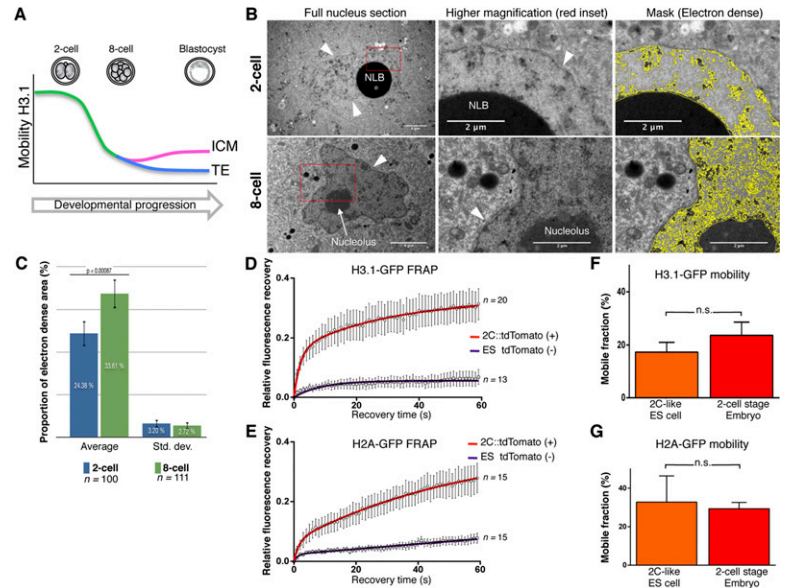 A
2-cell
8-cell
Blastocyst
Mobility H3.1
ICM
TE
Developmental progression
B
Full nucleus section
Higher magnification (red inset)
Mask (Electron dense)
2-cell
NLB
NLB
2 µm
2 µm
8-cell
Nucleolus
Nucleolus
2 µm
C
Proportion of electron dense area (%)
p < 0.00087
24.38 %
33.61 %
3.20 %
2.72 %
Average
Std. dev.
2-cell
n = 100
8-cell
n = 111
D
H3.1-GFP FRAP
Relative fluorescence recovery
0.4
0.2
0.0
n = 20
2C::tdTomato (+)
ES tdTomato (-)
n = 13
0
20
40
60
Recovery time (s)
E
H2A-GFP FRAP
Relative fluorescence recovery
0.4
0.2
0.0
2C::tdTomato (+)
ES tdTomato (-)
n = 15
n = 15
0
20
40
60
Recovery time (s)
F
H3.1-GFP mobility
Mobile fraction (%)
40
20
0
n.s.
2C-like
ES cell
2-cell stage
Embryo
G
H2A-GFP mobility
Mobile fraction (%)
40
20
0
n.s.
2C-like
ES cell
2-cell stage
Embryo